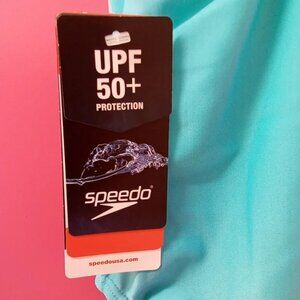 UPF
50+
PROTECTION
speedo
speedousa.com